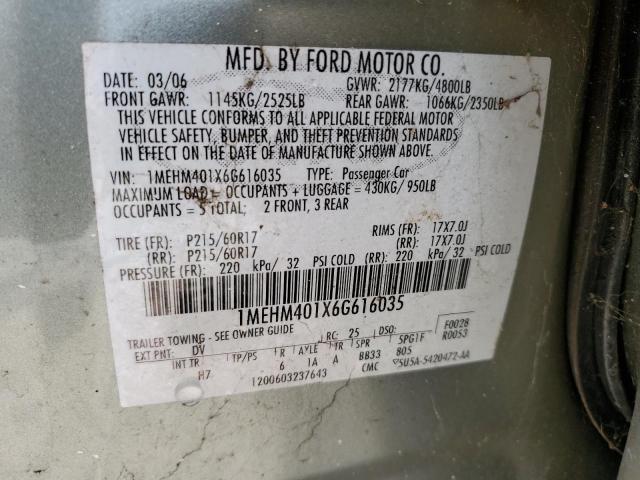 MFD. BY FORD MOTOR CO.
DATE: 03/06 GVWR: 2177KG/4800LB
FRONT GAWR: 1145KG/2525LB REAR GAWR: 1066KG/2350LB
THIS VEHICLE CONFORMS TO ALL APPLICABLE FEDERAL MOTOR
VEHICLE SAFETY, BUMPER, AND THEFT PREVENTION STANDARDS
IN EFFECT ON THE DATE OF MANUFACTURE SHOWN ABOVE.
VIN: 1MEHM401X6G616035 TYPE: Passenger Car
MAXIMUM LOAD = OCCUPANTS + LUGGAGE = 430KG/ 950LB
OCCUPANTS = 5 TOTAL; 2 FRONT, 3 REAR
TIRE (FR): P215/60R17 RIMS (FR): 17X7.0J
(RR): P215/60R17 (RR): 17X7.0J
PRESSURE (FR): 220 kPa/ 32 PSI COLD (RR): 220 kPa/ 32 PSI COLD
1MEHM401X6G616035
TRAILER TOWING - SEE OWNER GUIDE F0028
EXT PNT: DV RC: 25 DSO: R0053
INT TR TP/PS R AXLE TR SPR SPG1F
H7 6 1A A BB33 805
1200603237643 CMC 5U5A-5420472-AA